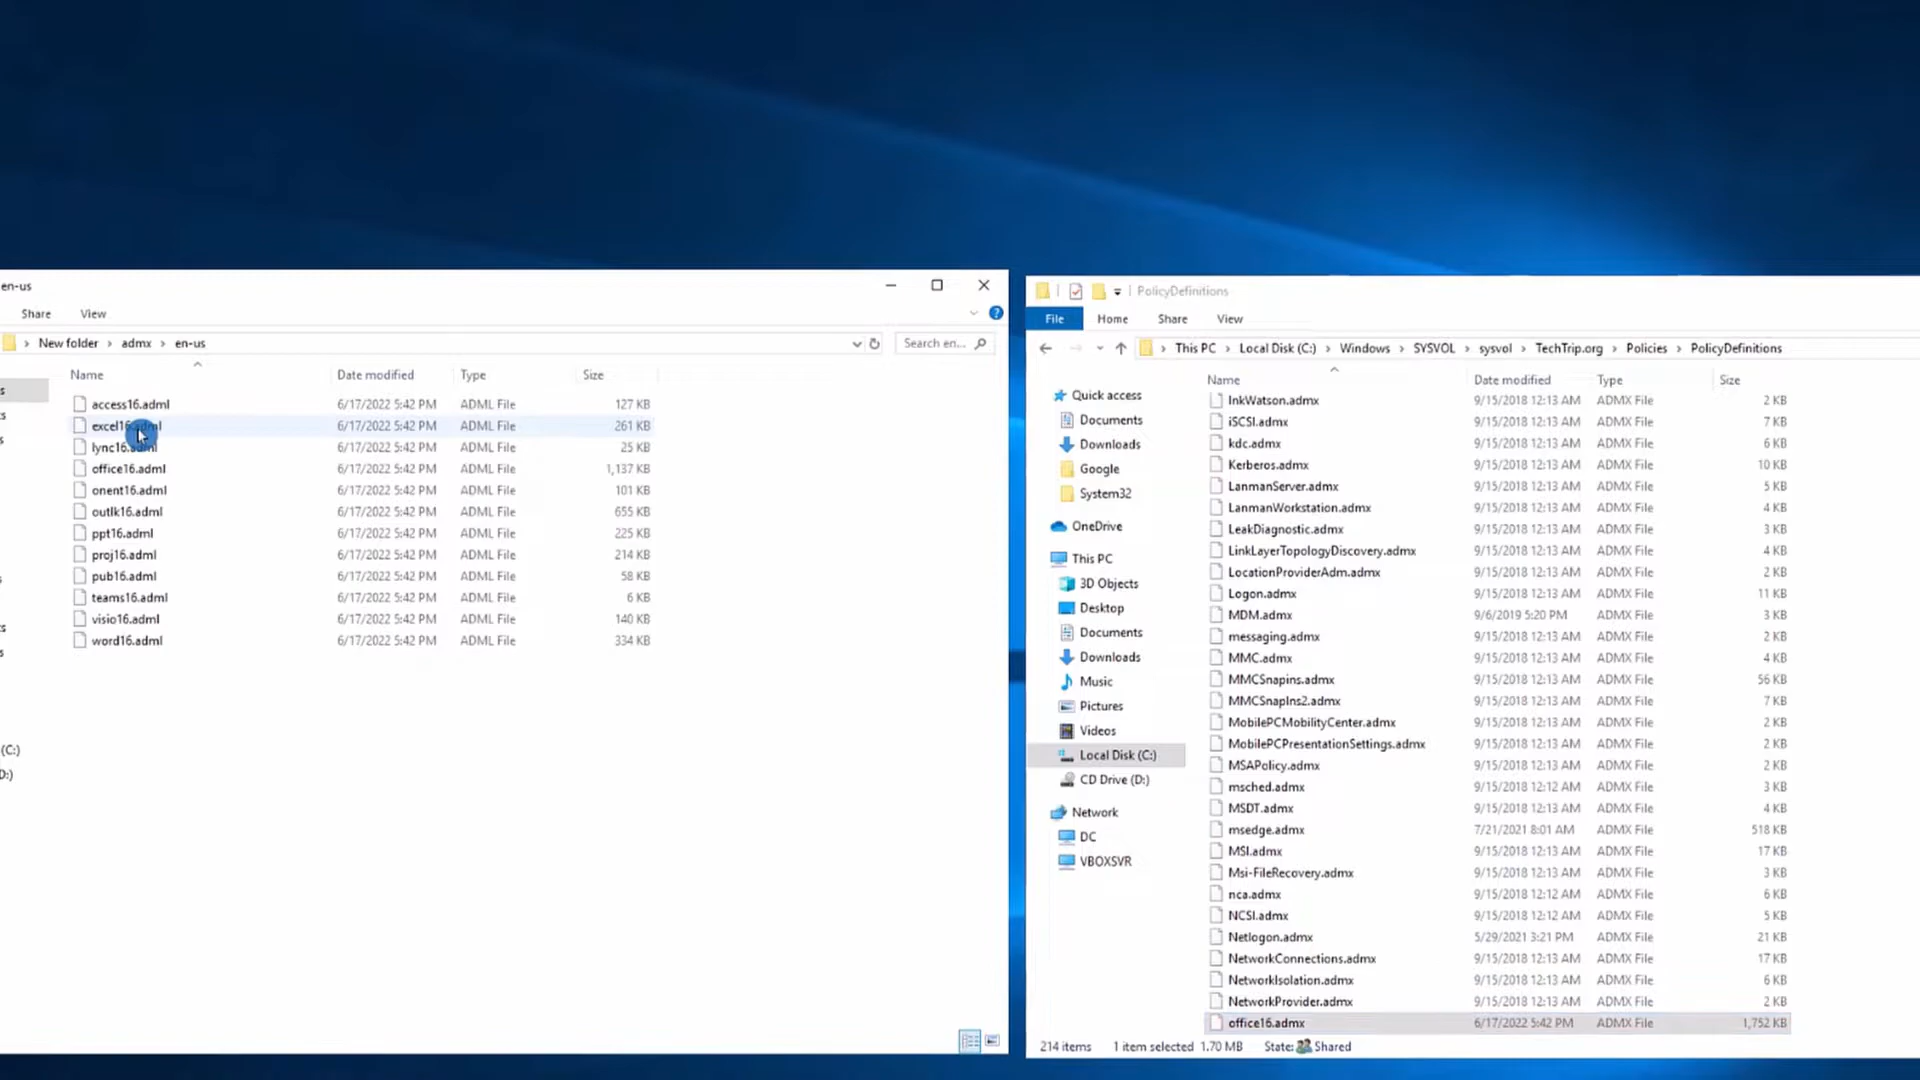 en-us
Share View
New folder > admx > en-us Search en...
Name Date modified Type Size
access16.adml 6/17/2022 5:42 PM ADML File 127 KB
excel16.adml 6/17/2022 5:42 PM ADML File 261 KB
lync16.adml 6/17/2022 5:42 PM ADML File 25 KB
office16.adml 6/17/2022 5:42 PM ADML File 1,137 KB
onent16.adml 6/17/2022 5:42 PM ADML File 101 KB
outlk16.adml 6/17/2022 5:42 PM ADML File 655 KB
ppt16.adml 6/17/2022 5:42 PM ADML File 225 KB
proj16.adml 6/17/2022 5:42 PM ADML File 214 KB
pub16.adml 6/17/2022 5:42 PM ADML File 58 KB
teams16.adml 6/17/2022 5:42 PM ADML File 6 KB
visio16.adml 6/17/2022 5:42 PM ADML File 140 KB
word16.adml 6/17/2022 5:42 PM ADML File 334 KB
(C:)
D:)
PolicyDefinitions
File Home Share View
This PC > Local Disk (C:) > Windows > SYSVOL > sysvol > TechTrip.org > Policies > PolicyDefinitions
Quick access
Documents
Downloads
Google
System32
OneDrive
This PC
3D Objects
Desktop
Documents
Downloads
Music
Pictures
Videos
Local Disk (C:)
CD Drive (D:)
Network
DC
VBOXSVR
Name Date modified Type Size
InkWatson.admx 9/15/2018 12:13 AM ADMX File 2 KB
iSCSI.admx 9/15/2018 12:13 AM ADMX File 7 KB
kdc.admx 9/15/2018 12:13 AM ADMX File 6 KB
Kerberos.admx 9/15/2018 12:13 AM ADMX File 10 KB
LanmanServer.admx 9/15/2018 12:13 AM ADMX File 5 KB
LanmanWorkstation.admx 9/15/2018 12:13 AM ADMX File 4 KB
LeakDiagnostic.admx 9/15/2018 12:13 AM ADMX File 3 KB
LinkLayerTopologyDiscovery.admx 9/15/2018 12:13 AM ADMX File 4 KB
LocationProviderAdm.admx 9/15/2018 12:13 AM ADMX File 2 KB
Logon.admx 9/15/2018 12:13 AM ADMX File 11 KB
MDM.admx 9/6/2019 5:20 PM ADMX File 3 KB
messaging.admx 9/15/2018 12:13 AM ADMX File 2 KB
MMC.admx 9/15/2018 12:13 AM ADMX File 4 KB
MMCSnapins.admx 9/15/2018 12:13 AM ADMX File 56 KB
MMCSnapIns2.admx 9/15/2018 12:13 AM ADMX File 7 KB
MobilePCMobilityCenter.admx 9/15/2018 12:13 AM ADMX File 2 KB
MobilePCPresentationSettings.admx 9/15/2018 12:13 AM ADMX File 2 KB
MSAPolicy.admx 9/15/2018 12:13 AM ADMX File 2 KB
msched.admx 9/15/2018 12:12 AM ADMX File 3 KB
MSDT.admx 9/15/2018 12:13 AM ADMX File 4 KB
msedge.admx 7/21/2021 8:01 AM ADMX File 518 KB
MSI.admx 9/15/2018 12:13 AM ADMX File 17 KB
Msi-FileRecovery.admx 9/15/2018 12:13 AM ADMX File 3 KB
nca.admx 9/15/2018 12:12 AM ADMX File 6 KB
NCSI.admx 9/15/2018 12:12 AM ADMX File 5 KB
Netlogon.admx 5/29/2021 3:21 PM ADMX File 21 KB
NetworkConnections.admx 9/15/2018 12:13 AM ADMX File 17 KB
NetworkIsolation.admx 9/15/2018 12:13 AM ADMX File 6 KB
NetworkProvider.admx 9/15/2018 12:13 AM ADMX File 2 KB
office16.admx 6/17/2022 5:42 PM ADMX File 1,752 KB
214 items 1 item selected 1.70 MB State: Shared